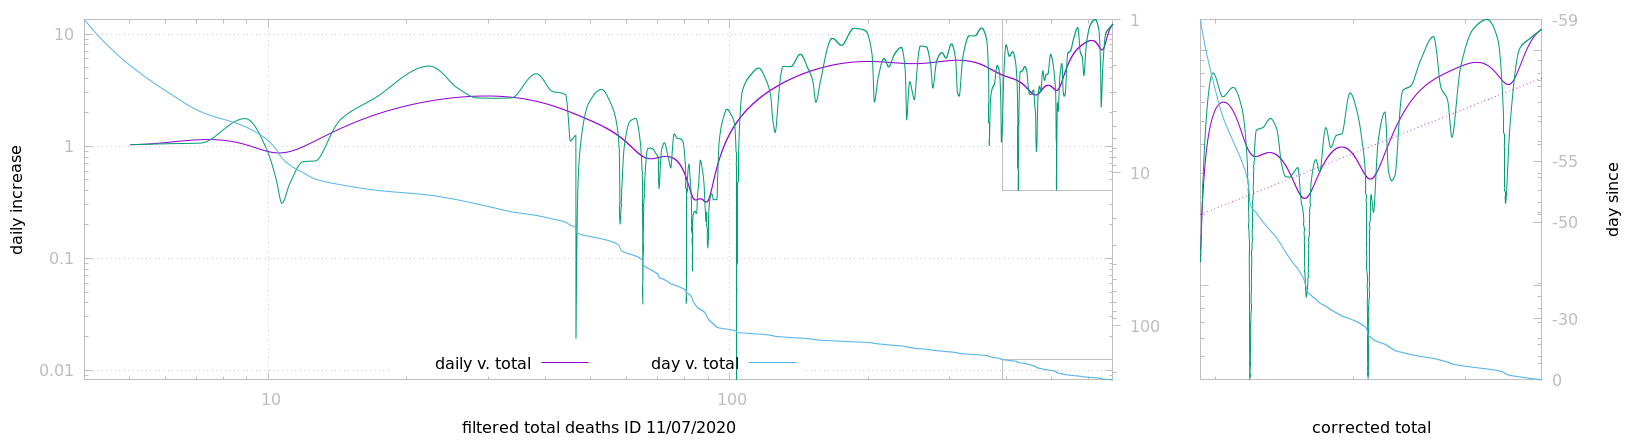 10
1
0.1
0.01
daily increase
10
100
daily v. total
day v. total
filtered total deaths ID 11/07/2020
1
10
100
-59
-55
-50
-30
0
day since
corrected total